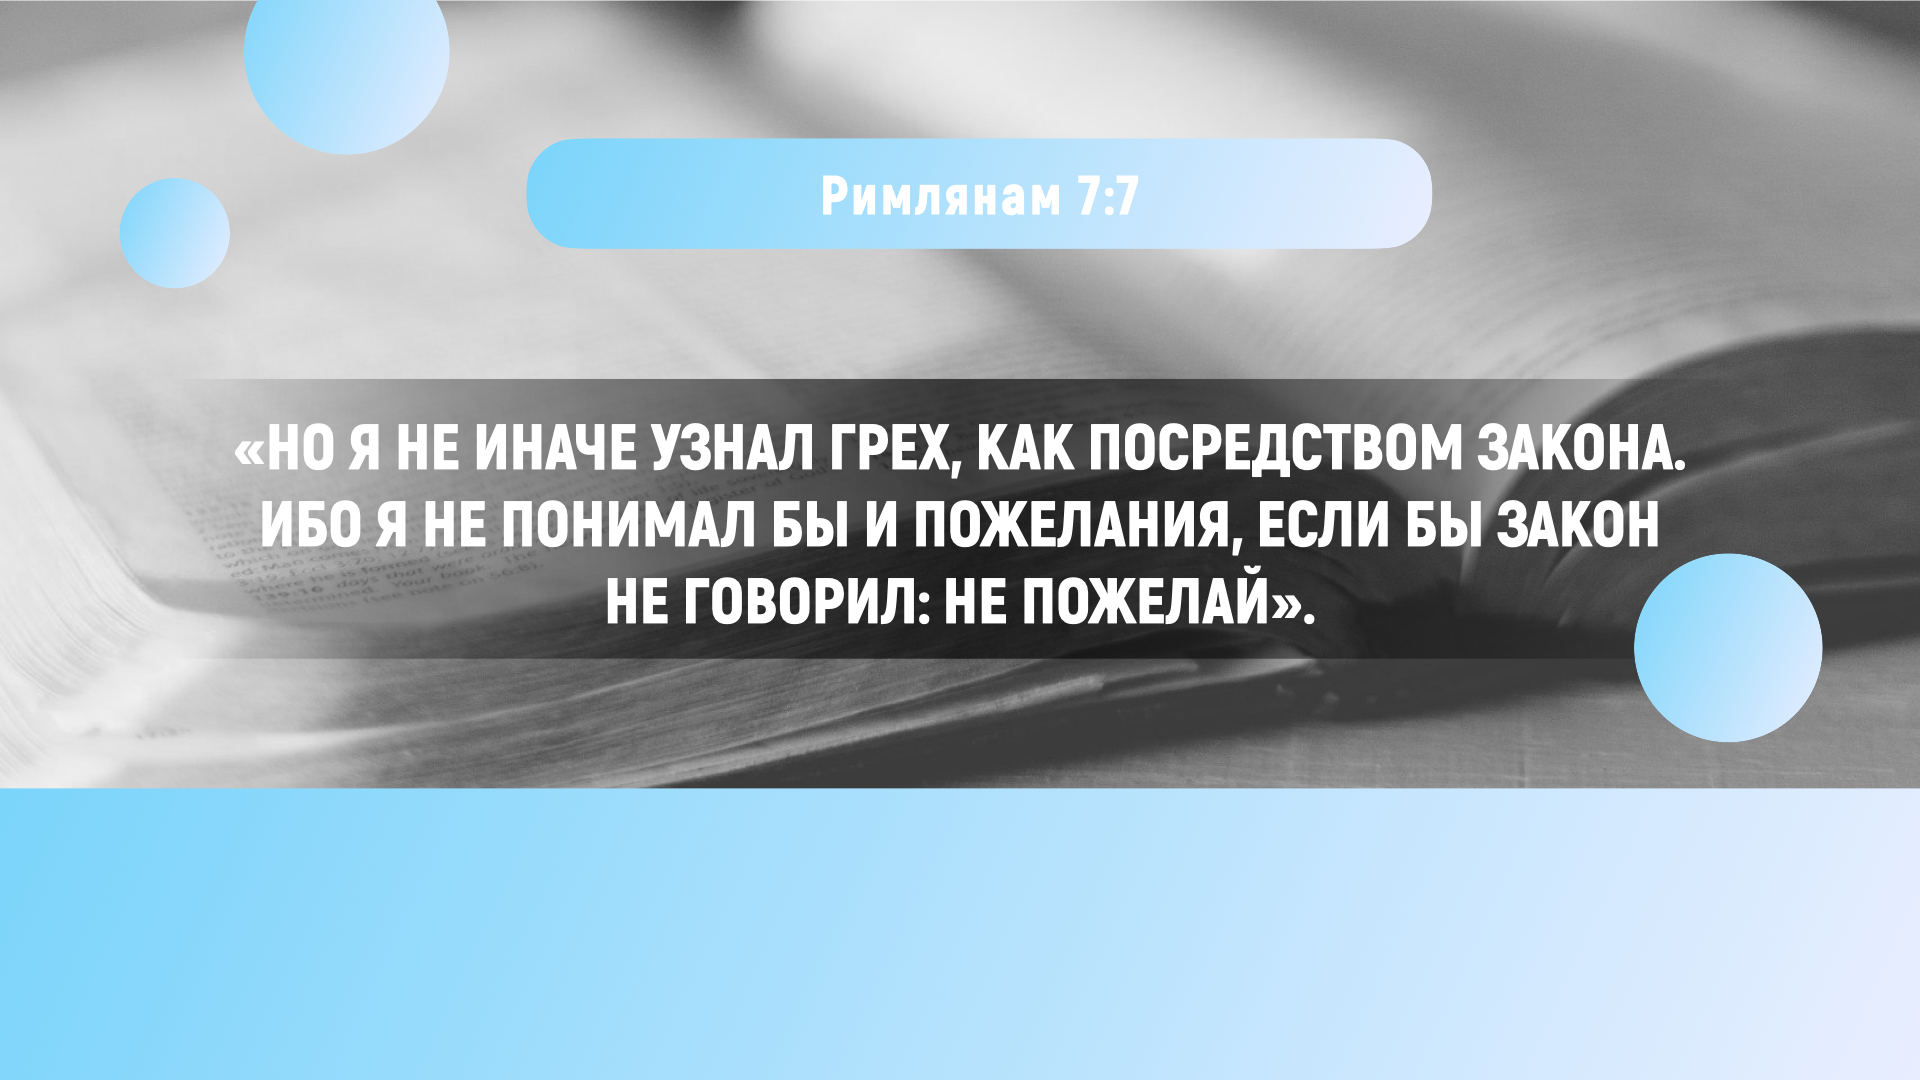 Римлянам 7:7
«НО Я НЕ ИНАЧЕ УЗНАЛ ГРЕХ, КАК ПОСРЕДСТВОМ ЗАКОНА.
ИБО Я НЕ ПОНИМАЛ БЫ И ПОЖЕЛАНИЯ, ЕСЛИ БЫ ЗАКОН
НЕ ГОВОРИЛ: НЕ ПОЖЕЛАЙ».